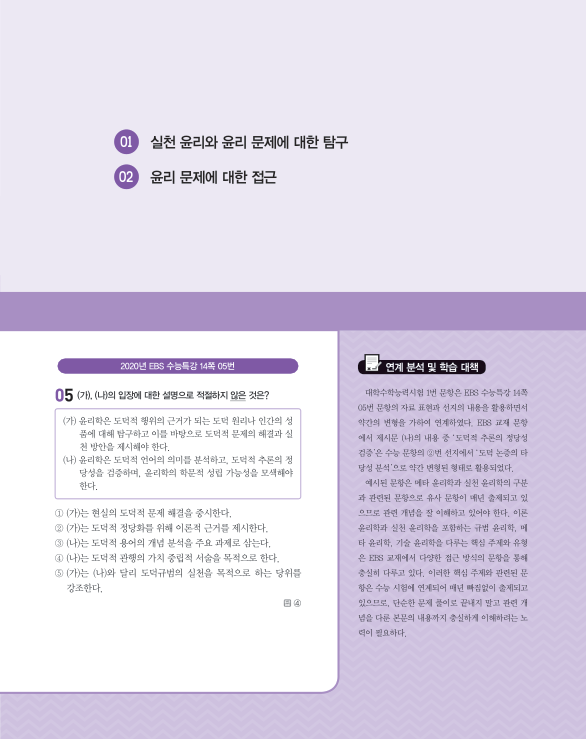 01 실천 윤리와 윤리 문제에 대한 탐구
02 윤리 문제에 대한 접근
2020년 EBS 수능특강 14쪽 05번
05 (가), (나)의 입장에 대한 설명으로 적절하지 않은 것은?
(가) 윤리학은 도덕적 행위의 근거가 되는 도덕 원리나 인간의 성
품에 대해 탐구하고 이를 바탕으로 도덕적 문제의 해결과 실
천 방안을 제시해야 한다.
(나) 윤리학은 도덕적 언어의 의미를 분석하고, 도덕적 추론의 정
당성을 검증하며, 윤리학의 학문적 성립 가능성을 모색해야
한다.
① (가)는 현실의 도덕적 문제 해결을 중시한다.
② (가)는 도덕적 정당화를 위해 이론적 근거를 제시한다.
③ (나)는 도덕적 용어의 개념 분석을 주요 과제로 삼는다.
④ (나)는 도덕적 관행의 가치 중립적 서술을 목적으로 한다.
⑤ (가)는 (나)와 달리 도덕규범의 실천을 목적으로 하는 당위를
강조한다.
답 ④
연계 분석 및 학습 대책
대학수학능력시험 1번 문항은 EBS 수능특강 14쪽
05번 문항의 자료 표현과 선지의 내용을 활용하면서
약간의 변형을 가하여 연계하였다. EBS 교재 문항
에서 제시문 (나)의 내용 중 ‘도덕적 추론의 정당성
검증’은 수능 문항의 ②번 선지에서 ‘도덕 논증의 타
당성 분석’으로 약간 변형된 형태로 활용되었다.
예시된 문항은 메타 윤리학과 실천 윤리학의 구분
과 관련된 문항으로 유사 문항이 매년 출제되고 있
으므로 관련 개념을 잘 이해하고 있어야 한다. 이론
윤리학과 실천 윤리학을 포함하는 규범 윤리학, 메
타 윤리학, 기술 윤리학을 다루는 핵심 주제와 유형
은 EBS 교재에서 다양한 접근 방식의 문항을 통해
충실히 다루고 있다. 이러한 핵심 주제와 관련된 문
항은 수능 시험에 연계되어 매년 빠짐없이 출제되고
있으므로, 단순한 문제 풀이로 끝내지 말고 관련 개
념을 다룬 본문의 내용까지 충실하게 이해하려는 노
력이 필요하다.